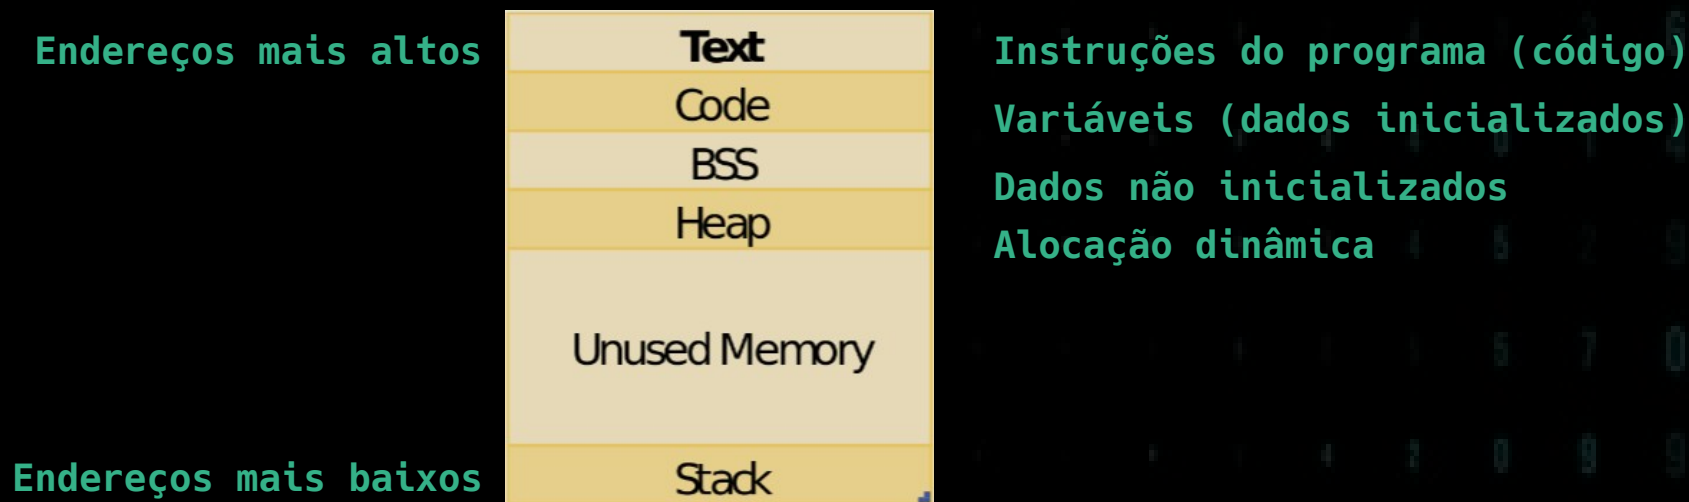 Endereços mais altos
Text
Instruções do programa (código)
Code
Variáveis (dados inicializados)
BSS
Dados não inicializados
Heap
Alocação dinâmica
Unused Memory
Endereços mais baixos
Stack